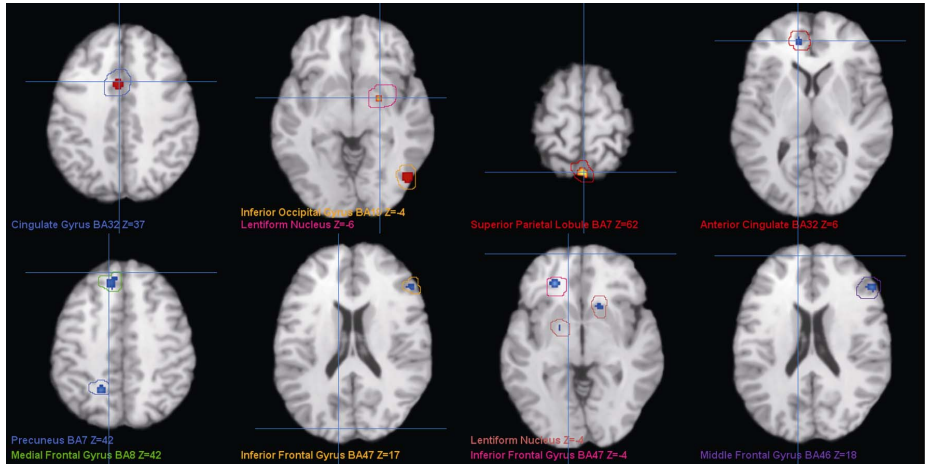 Cingulate Gyrus BA32 Z=37
Inferior Occipital Gyrus Z=-4
Lentiform Nucleus Z=-6
Superior Parietal Lobule BA7 Z=62
Anterior Cingulate BA32 Z=6
Precuneus BA7 Z=42
Medial Frontal Gyrus BA8 Z=42
Inferior Frontal Gyrus BA47 Z=17
Lentiform Nucleus Z=-4
Inferior Frontal Gyrus BA47 Z=-4
Middle Frontal Gyrus BA46 Z=18